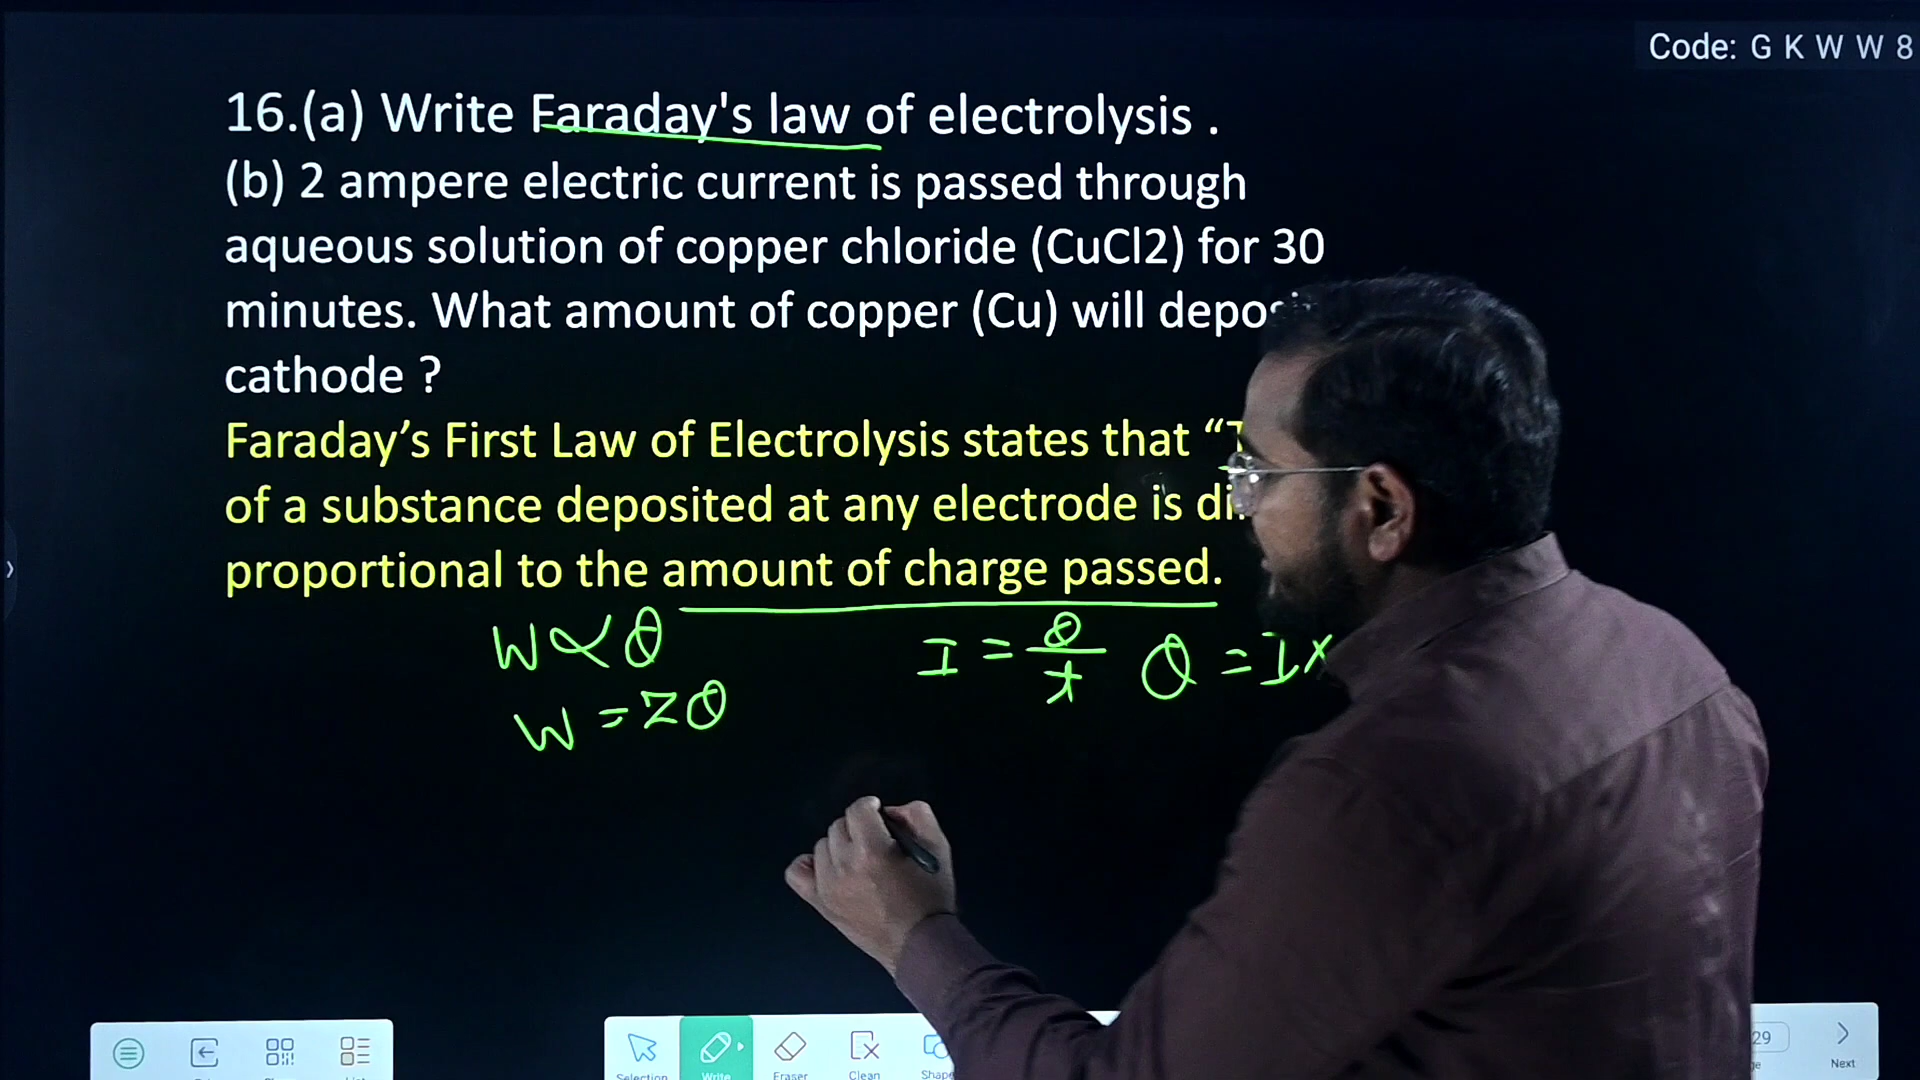 Code: G K W W 8
16.(a) Write Faraday's law of electrolysis .
(b) 2 ampere electric current is passed through
aqueous solution of copper chloride (CuCl2) for 30
minutes. What amount of copper (Cu) will
cathode ?
Faraday’s First Law of Electrolysis states that “
of a substance deposited at any electrode is
proportional to the amount of charge passed.
W ∝ Q
W = ZQ
I = Q/t
Q = I×
Selection
Write
Eraser
Clean
29
Next